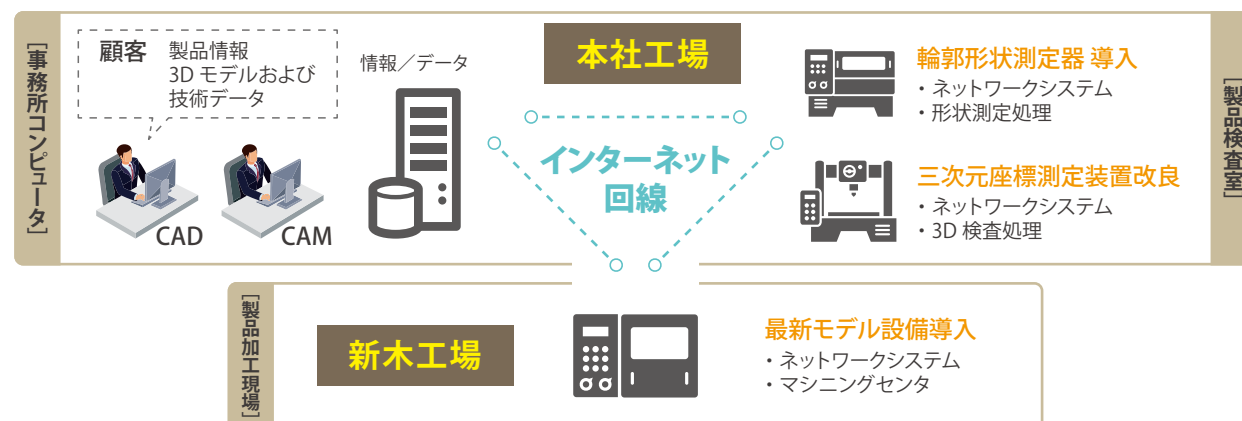 [事務所コンピュータ]
顧客 製品情報
3D モデルおよび
技術データ
CAD
CAM
情報／データ
本社工場
インターネット
回線
輪郭形状測定器 導入
・ネットワークシステム
・形状測定処理
三次元座標測定装置改良
・ネットワークシステム
・3D 検査処理
[製品検査室]
[製品加工現場]
新木工場
最新モデル設備導入
・ネットワークシステム
・マシニングセンタ